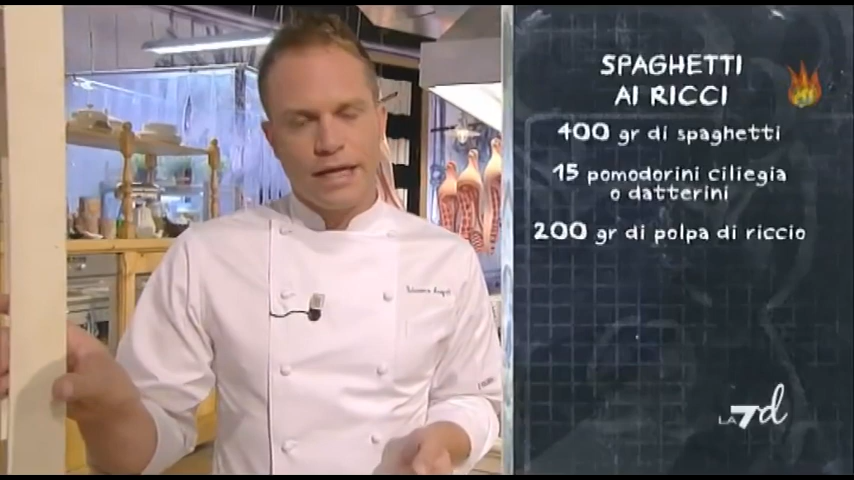 SPAGHETTI
AI RICCI
400 gr di spaghetti
15 pomodorini ciliegia
o datterini
200 gr di polpa di riccio
LA7d